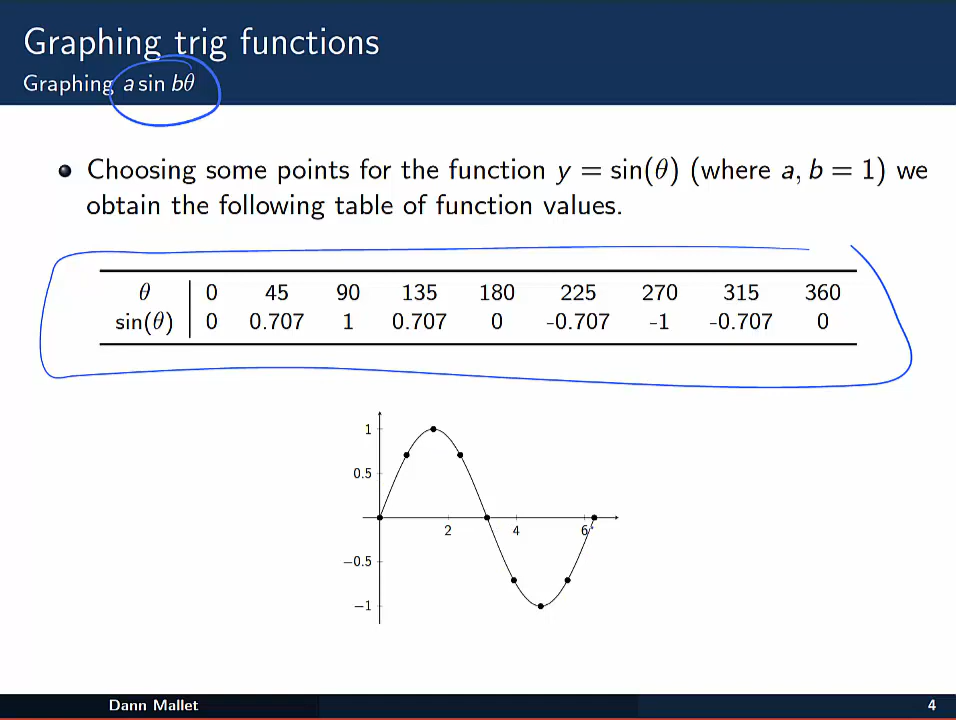 Graphing trig functions
Graphing a sin bθ
Choosing some points for the function y = sin(θ) (where a, b = 1) we
obtain the following table of function values.
θ 0 45 90 135 180 225 270 315 360
sin(θ) 0 0.707 1 0.707 0 -0.707 -1 -0.707 0
1
0.5
2 4 6
−0.5
−1
Dann Mallet 4